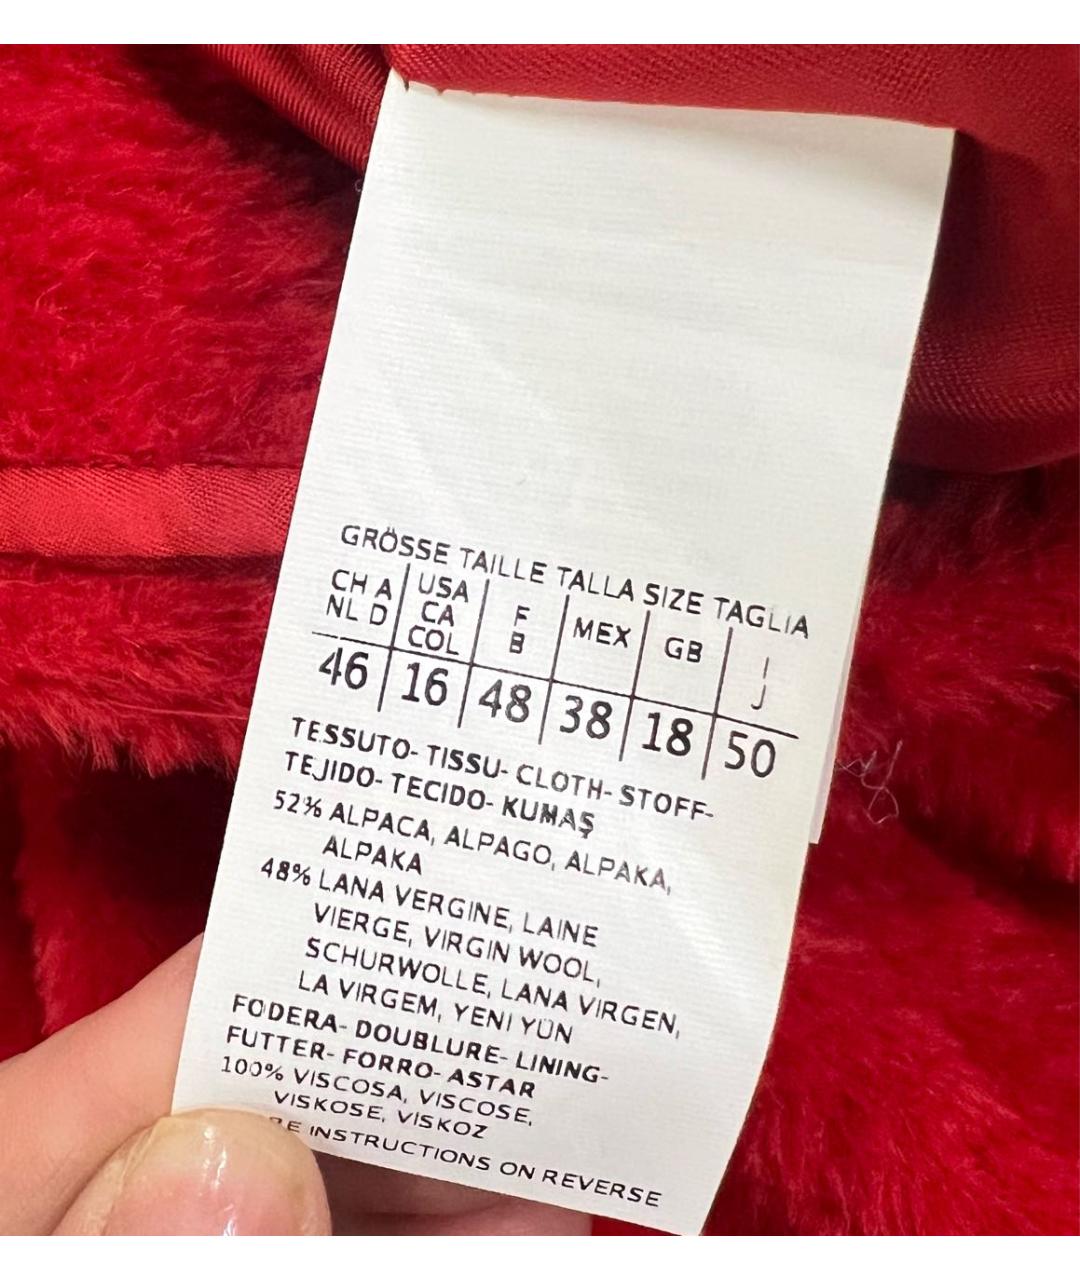 GRÖSSE TAILLE TALLA SIZE TAGLIA
CH A NL D | USA CA COL | F B | MEX | GB | I J
46 | 16 | 48 | 38 | 18 | 50
TESSUTO- TISSU- CLOTH- STOFF-
TEJIDO- TECIDO- KUMAŞ
52% ALPACA, ALPAGO, ALPAKA,
ALPAKA
48% LANA VERGINE, LAINE
VIERGE, VIRGIN WOOL,
SCHURWOLLE, LANA VIRGEN,
LA VIRGEM, YENI YÜN
FODERA- DOUBLURE- LINING-
FUTTER- FORRO- ASTAR
100% VISCOSA, VISCOSE,
VISKOSE, VISKOZ
RE INSTRUCTIONS ON REVERSE